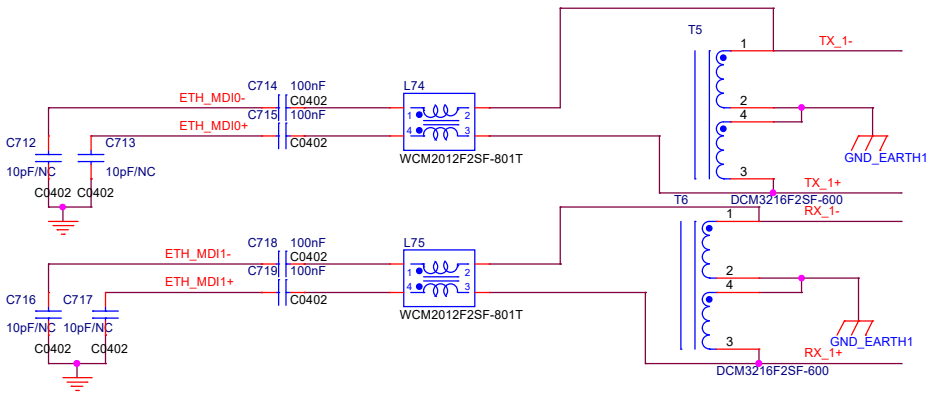 T5
1
TX_1-
C714 100nF
L74
C0402
ETH_MDI0-
C715 100nF
1 2
2
4
ETH_MDI0+
4 3
C712
C713
C0402
GND_EARTH1
WCM2012F2SF-801T
10pF/NC
10pF/NC
3
TX_1+
C0402 C0402
DCM3216F2SF-600
T6
1
RX_1-
C718 100nF
L75
C0402
ETH_MDI1-
C719 100nF
1 2
2
4
ETH_MDI1+
4 3
C716 C717
C0402
WCM2012F2SF-801T
10pF/NC 10pF/NC
3
GND_EARTH1
C0402 C0402
RX_1+
DCM3216F2SF-600